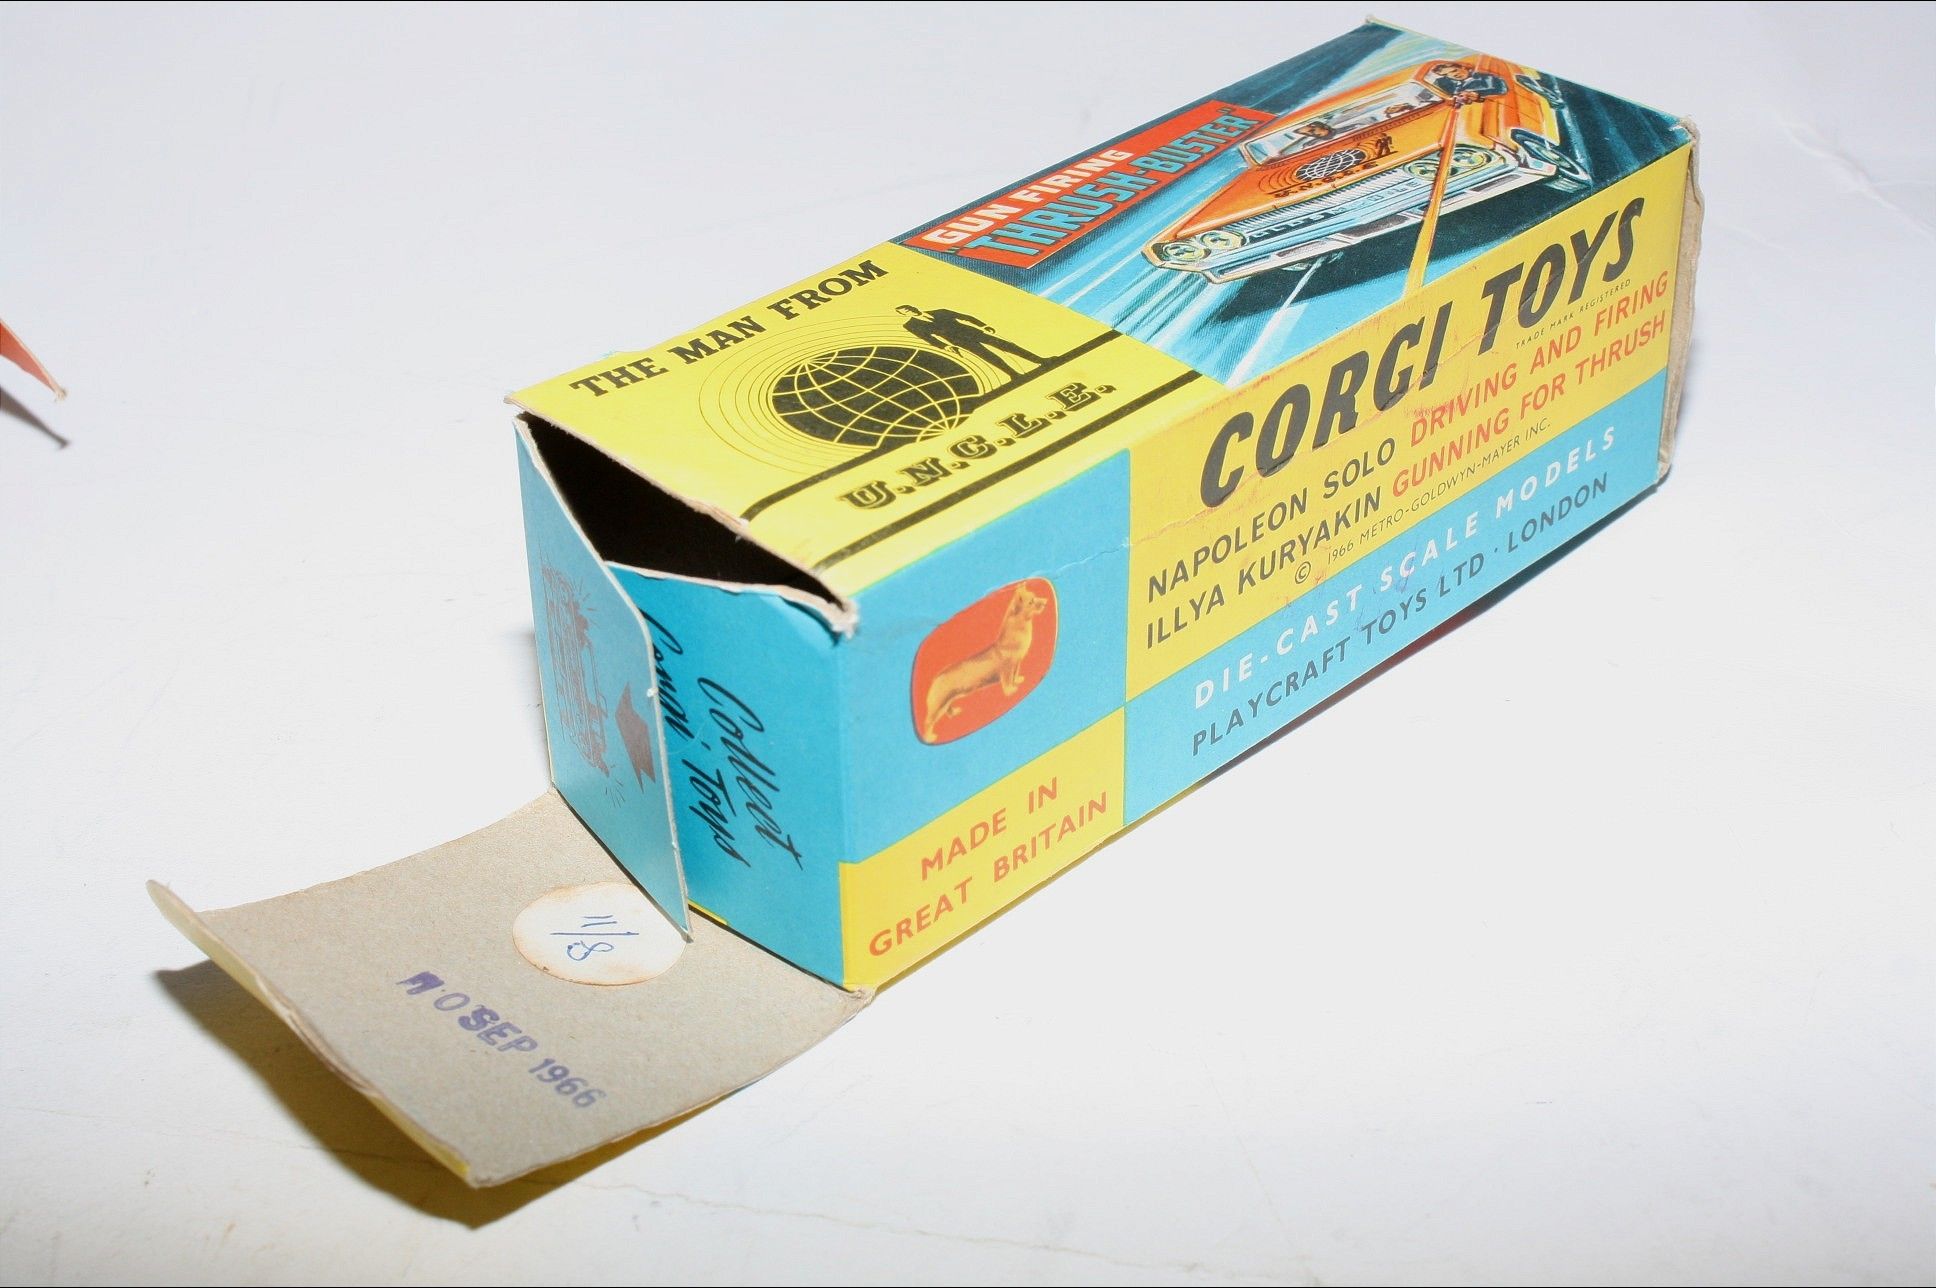 GUN FIRING
"THRUSH-BUSTER"
THE MAN FROM
U.N.C.L.E.
U.N.C.L.E.
CORGI TOYS
TRADE MARK REGISTERED
NAPOLEON SOLO DRIVING AND FIRING
ILLYA KURYAKIN GUNNING FOR THRUSH
© 1966 METRO-GOLDWYN-MAYER INC.
DIE-CAST SCALE MODELS
PLAYCRAFT TOYS LTD · LONDON
MADE IN
GREAT BRITAIN
Collect
Corgi Toys
11/8
SEP 1966